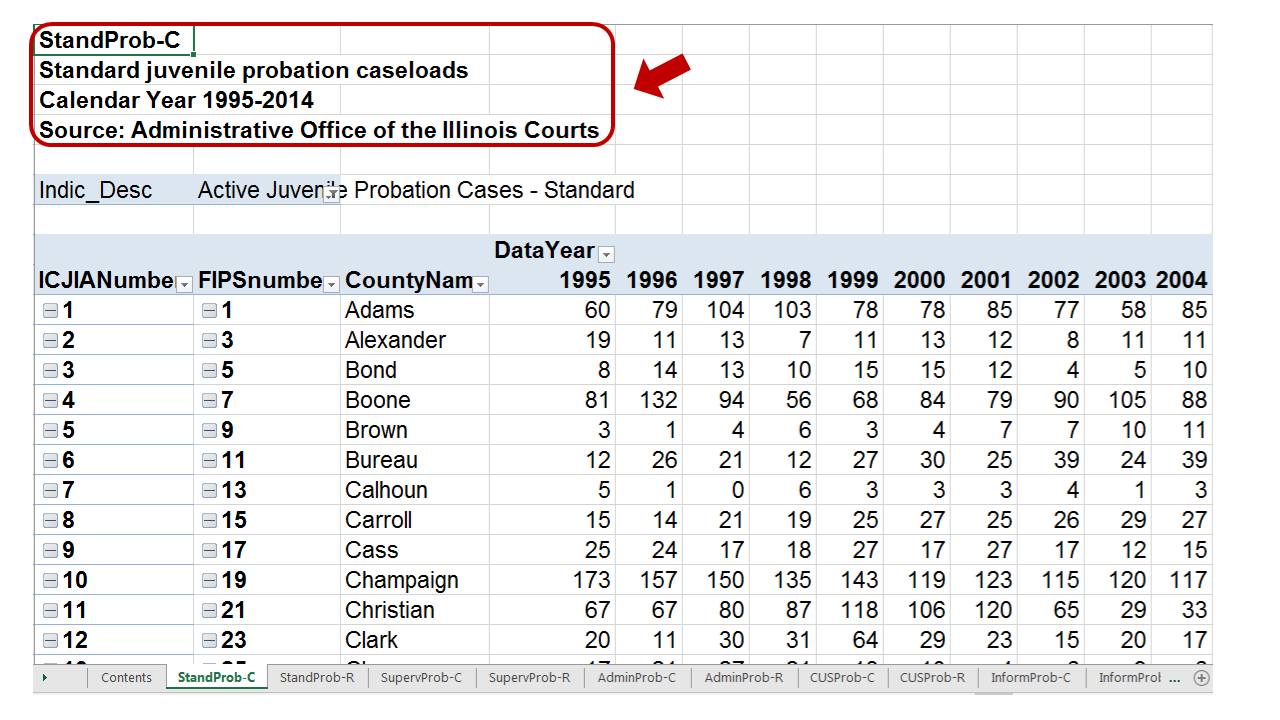 StandProb-C
Standard juvenile probation caseloads
Calendar Year 1995-2014
Source: Administrative Office of the Illinois Courts
Indic_Desc Active Juvenile Probation Cases - Standard
DataYear
ICJIANumbe FIPSnumbe CountyNam 1995 1996 1997 1998 1999 2000 2001 2002 2003 2004
1 1 Adams 60 79 104 103 78 78 85 77 58 85
2 3 Alexander 19 11 13 7 11 13 12 8 11 11
3 5 Bond 8 14 13 10 15 15 12 4 5 10
4 7 Boone 81 132 94 56 68 84 79 90 105 88
5 9 Brown 3 1 4 6 3 4 7 7 10 11
6 11 Bureau 12 26 21 12 27 30 25 39 24 39
7 13 Calhoun 5 1 0 6 3 3 3 4 1 3
8 15 Carroll 15 14 21 19 25 27 25 26 29 27
9 17 Cass 25 24 17 18 27 17 27 17 12 15
10 19 Champaign 173 157 150 135 143 119 123 115 120 117
11 21 Christian 67 67 80 87 118 106 120 65 29 33
12 23 Clark 20 11 30 31 64 29 23 15 20 17
Contents StandProb-C StandProb-R SupervProb-C SupervProb-R AdminProb-C AdminProb-R CUSProb-C CUSProb-R InformProb-C InformProl ...